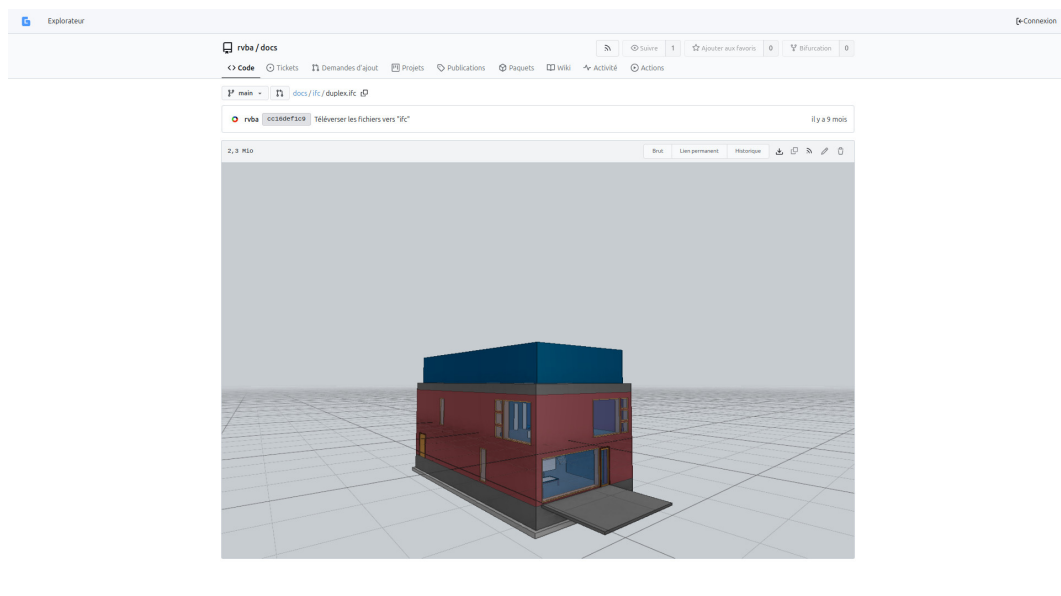 Explorateur
Connexion
rvba / docs
Suivre 1
Ajouter aux favoris 0
Bifurcation 0
Code Tickets Demandes d'ajout Projets Publications Paquets Wiki Activité Actions
main
docs / ifc / duplex.ifc
rvba cc16def1c9 Téléverser les fichiers vers "ifc" il y a 9 mois
2,3 Mio
Brut Lien permanent Historique